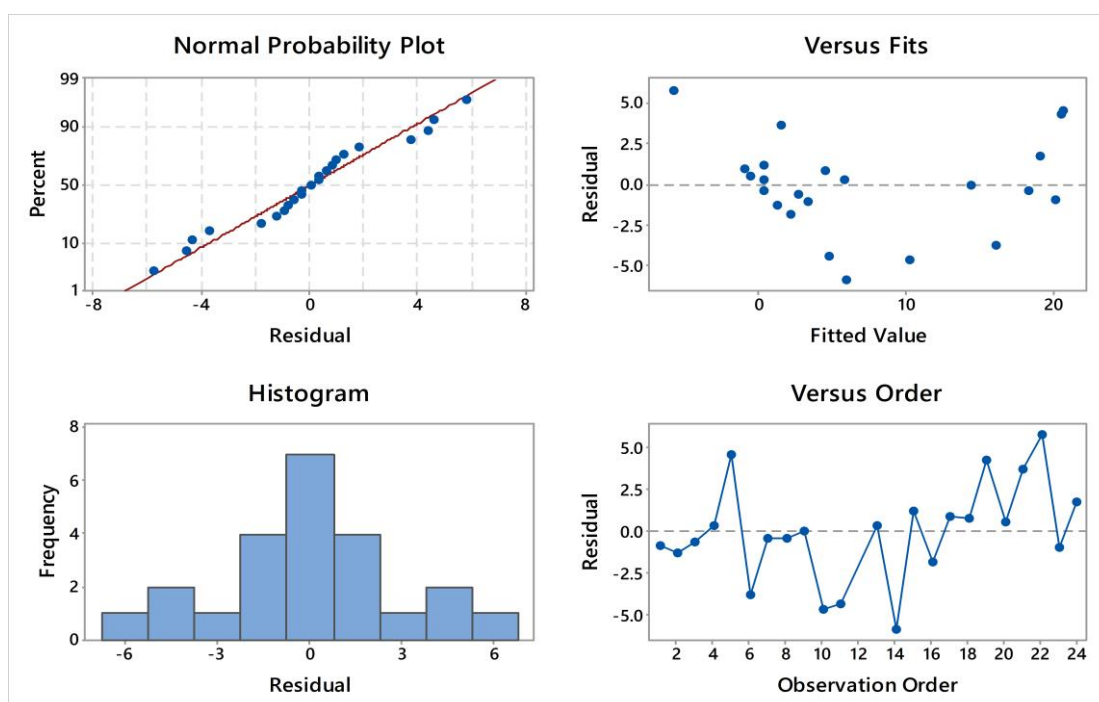 Normal Probability Plot
99
90
50
10
1
Percent
-8 -4 0 4 8
Residual
Versus Fits
5.0
2.5
0.0
-2.5
-5.0
Residual
0 10 20
Fitted Value
Histogram
8
6
4
2
0
Frequency
-6 -3 0 3 6
Residual
Versus Order
5.0
2.5
0.0
-2.5
-5.0
Residual
2 4 6 8 10 12 14 16 18 20 22 24
Observation Order